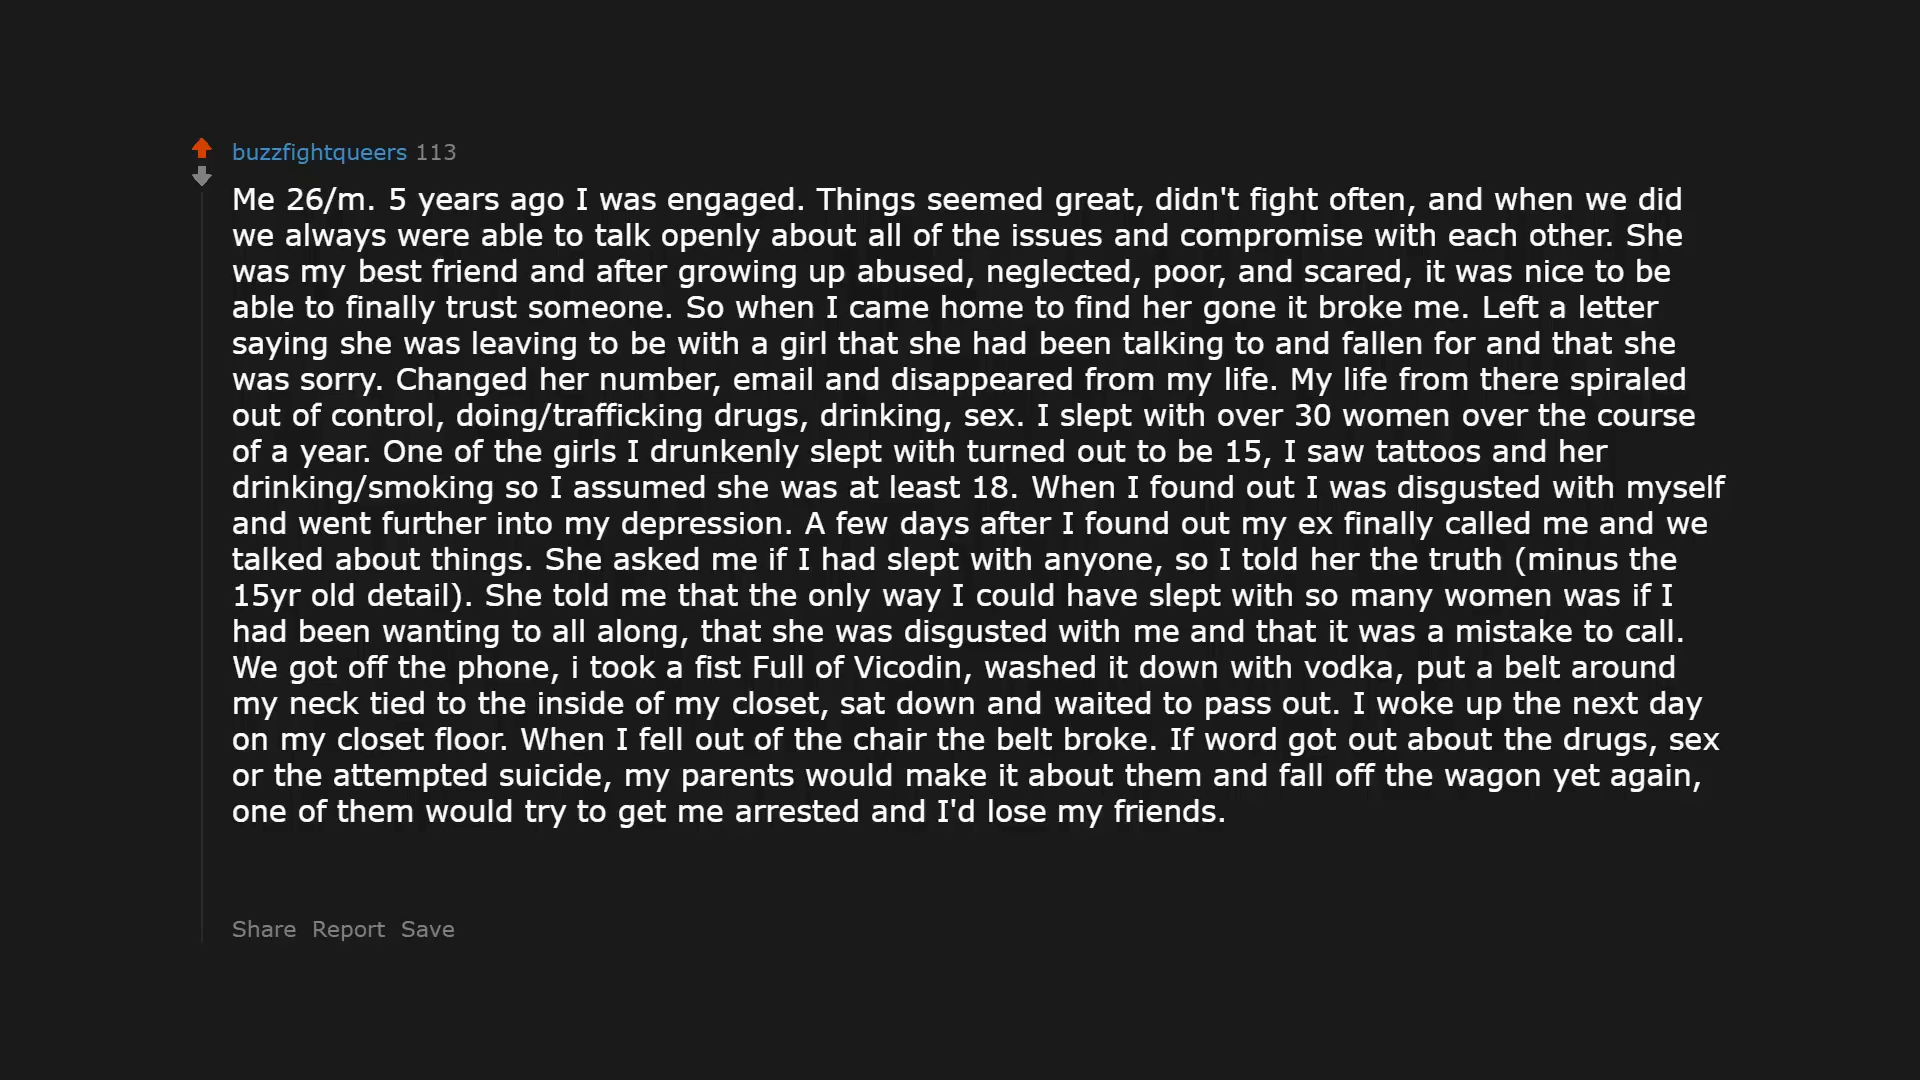 buzzfightqueers 113
Me 26/m. 5 years ago I was engaged. Things seemed great, didn't fight often, and when we did
we always were able to talk openly about all of the issues and compromise with each other. She
was my best friend and after growing up abused, neglected, poor, and scared, it was nice to be
able to finally trust someone. So when I came home to find her gone it broke me. Left a letter
saying she was leaving to be with a girl that she had been talking to and fallen for and that she
was sorry. Changed her number, email and disappeared from my life. My life from there spiraled
out of control, doing/trafficking drugs, drinking, sex. I slept with over 30 women over the course
of a year. One of the girls I drunkenly slept with turned out to be 15, I saw tattoos and her
drinking/smoking so I assumed she was at least 18. When I found out I was disgusted with myself
and went further into my depression. A few days after I found out my ex finally called me and we
talked about things. She asked me if I had slept with anyone, so I told her the truth (minus the
15yr old detail). She told me that the only way I could have slept with so many women was if I
had been wanting to all along, that she was disgusted with me and that it was a mistake to call.
We got off the phone, i took a fist Full of Vicodin, washed it down with vodka, put a belt around
my neck tied to the inside of my closet, sat down and waited to pass out. I woke up the next day
on my closet floor. When I fell out of the chair the belt broke. If word got out about the drugs, sex
or the attempted suicide, my parents would make it about them and fall off the wagon yet again,
one of them would try to get me arrested and I'd lose my friends.
Share Report Save